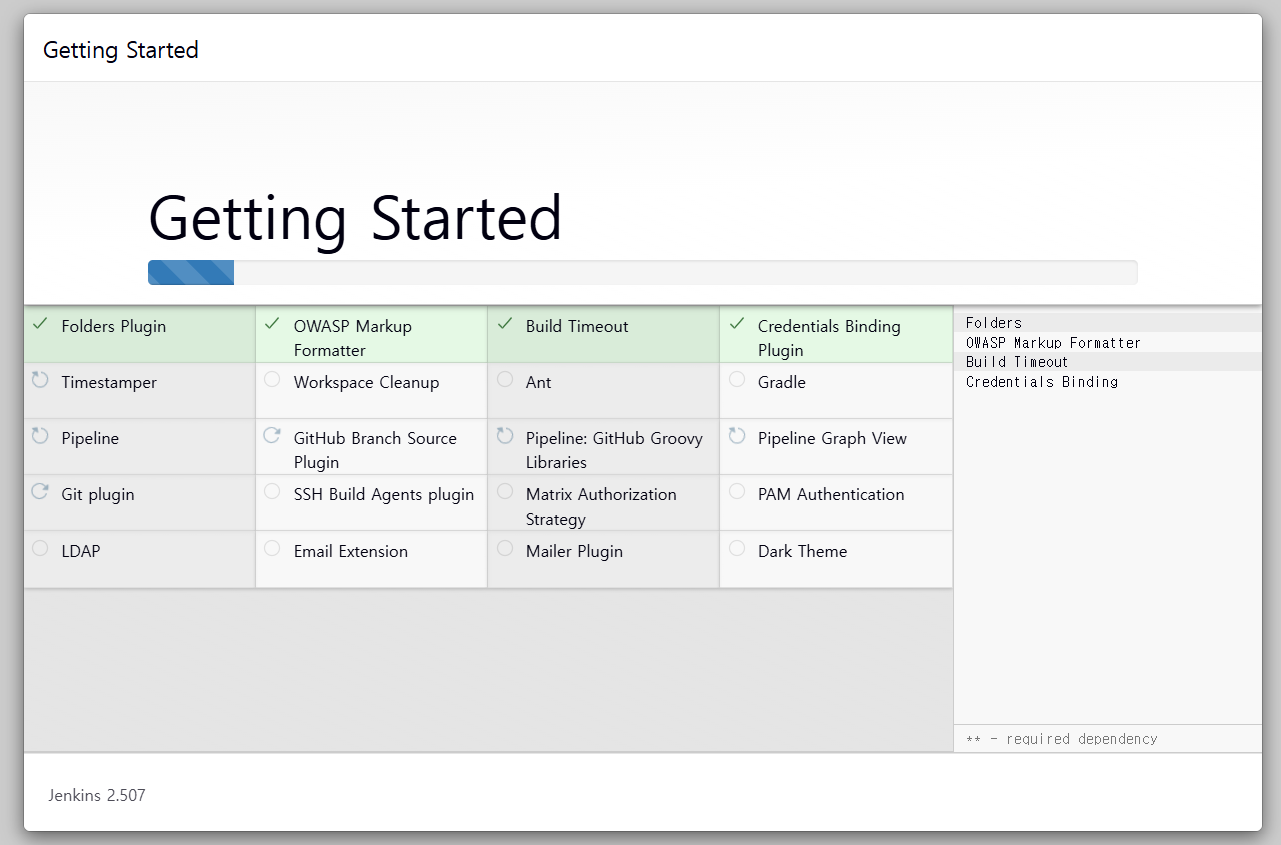 Getting Started
Getting Started
Folders Plugin
OWASP Markup
Formatter
Build Timeout
Credentials Binding
Plugin
Timestamper
Workspace Cleanup
Ant
Gradle
Pipeline
GitHub Branch Source
Plugin
Pipeline: GitHub Groovy
Libraries
Pipeline Graph View
Git plugin
SSH Build Agents plugin
Matrix Authorization
Strategy
PAM Authentication
LDAP
Email Extension
Mailer Plugin
Dark Theme
Folders
OWASP Markup Formatter
Build Timeout
Credentials Binding
** - required dependency
Jenkins 2.507